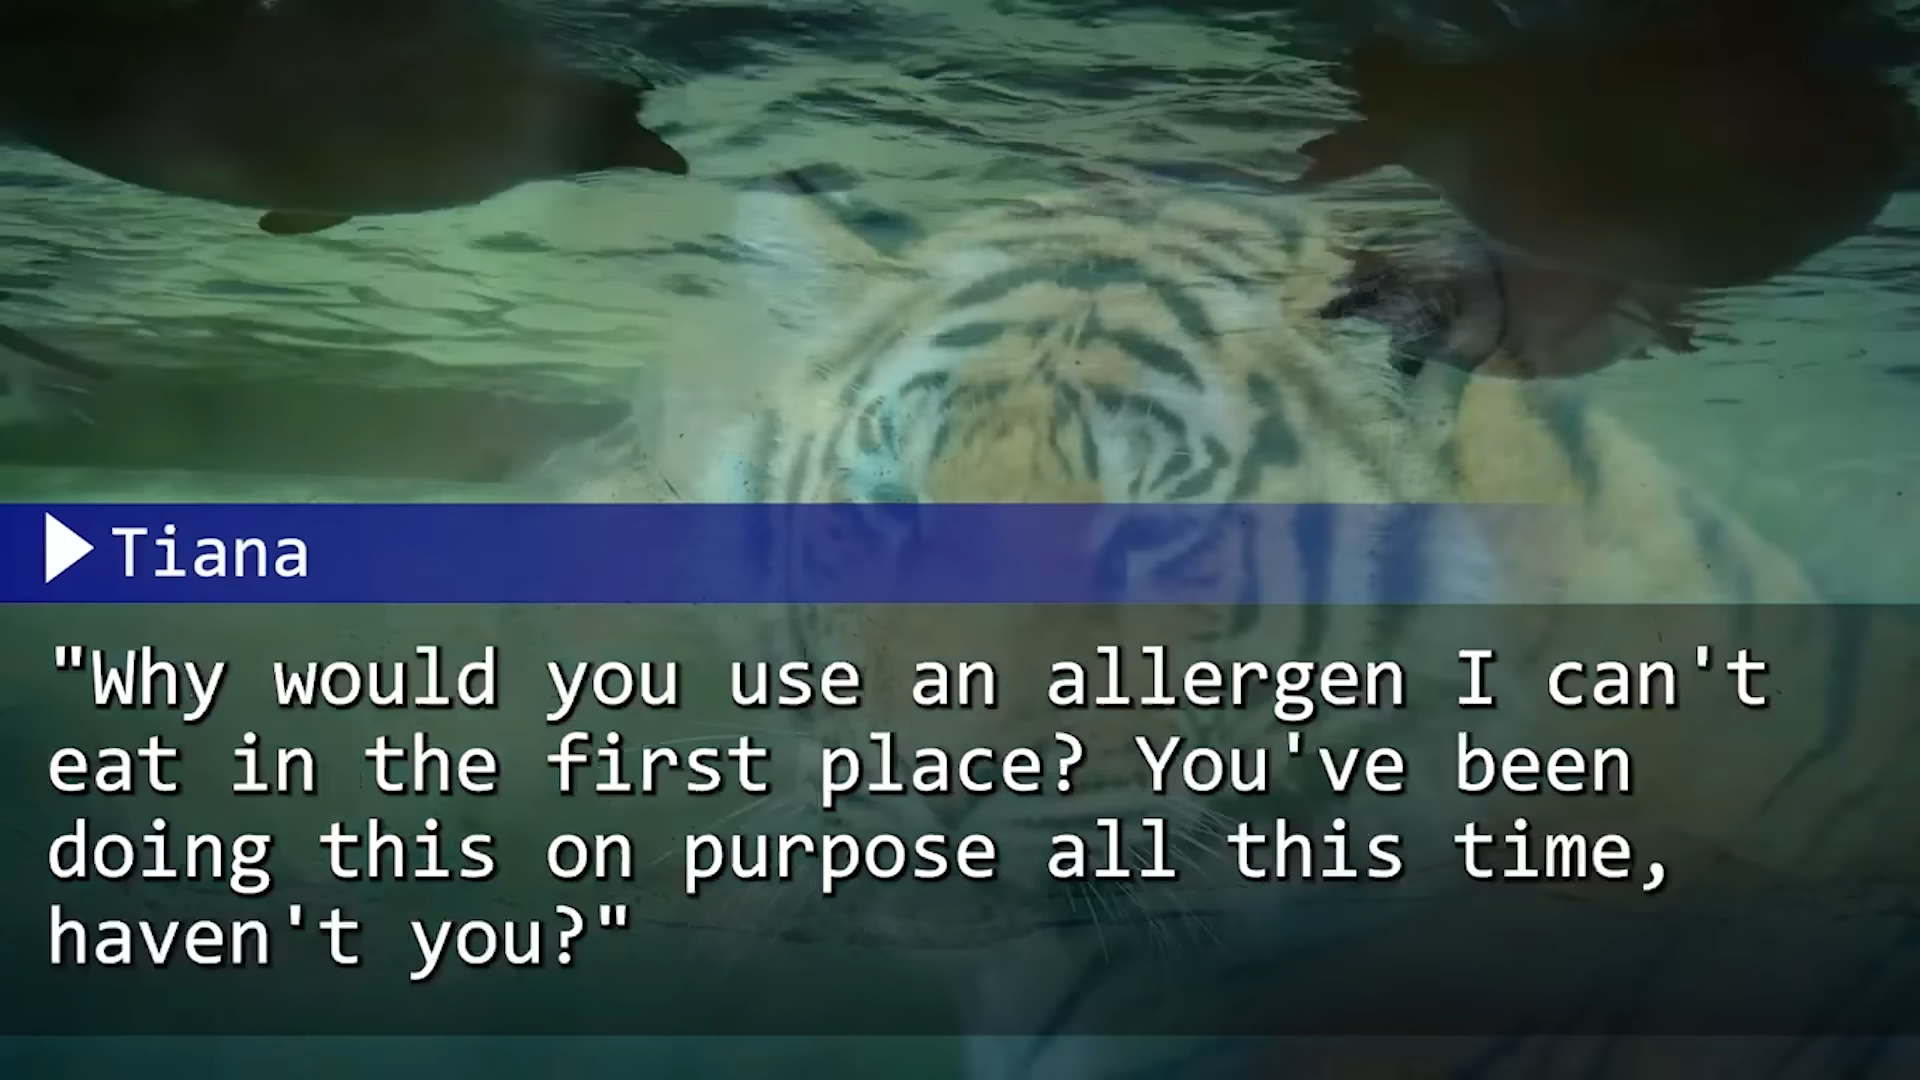 Tiana
"Why would you use an allergen I can't
eat in the first place? You've been
doing this on purpose all this time,
haven't you?"